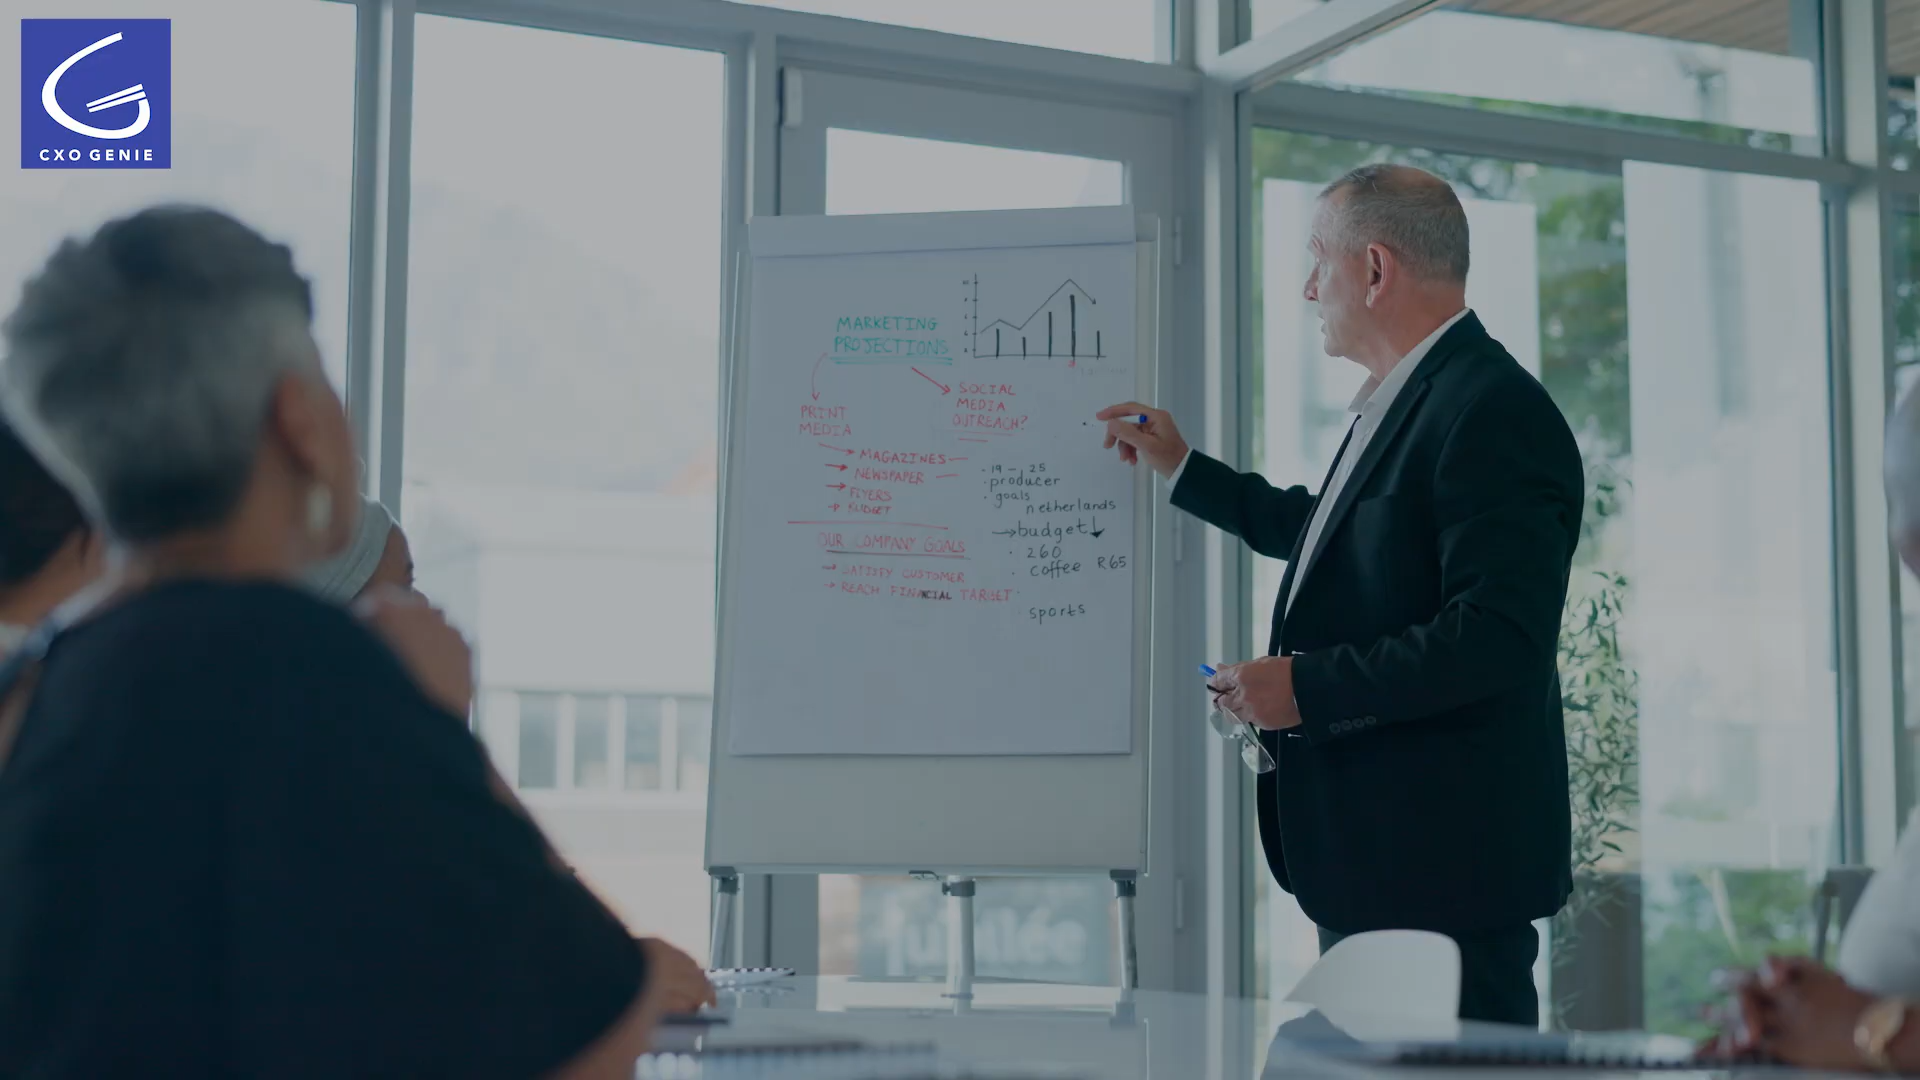 CXO GENIE
MARKETING
PROJECTIONS
SOCIAL
MEDIA
OUTREACH?
PRINT
MEDIA
MAGAZINES
NEWSPAPER
FLYERS
BUDGET
OUR COMPANY GOALS
SATISFY CUSTOMER
REACH FINANCIAL TARGET
19 - 25
producer
goals
netherlands
budget
260
coffee R65
sports